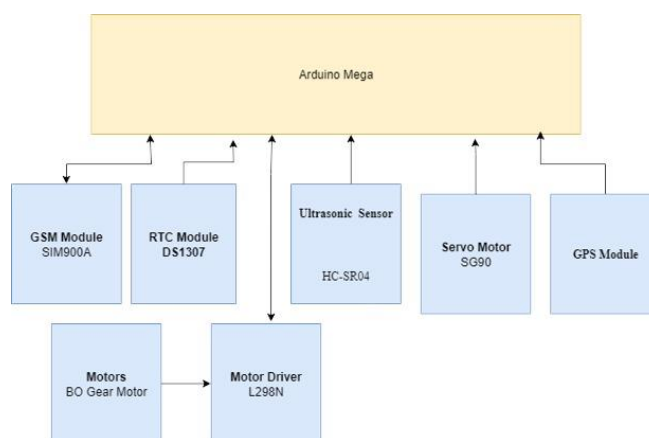 Arduino Mega
GSM Module
SIM900A
RTC Module
DS1307
Ultrasonic Sensor
HC-SR04
Servo Motor
SG90
GPS Module
Motors
BO Gear Motor
Motor Driver
L298N